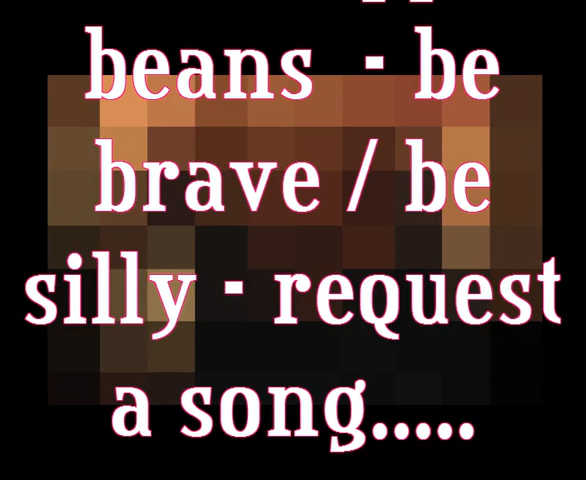 beans - be
brave / be
silly - request
a song.....